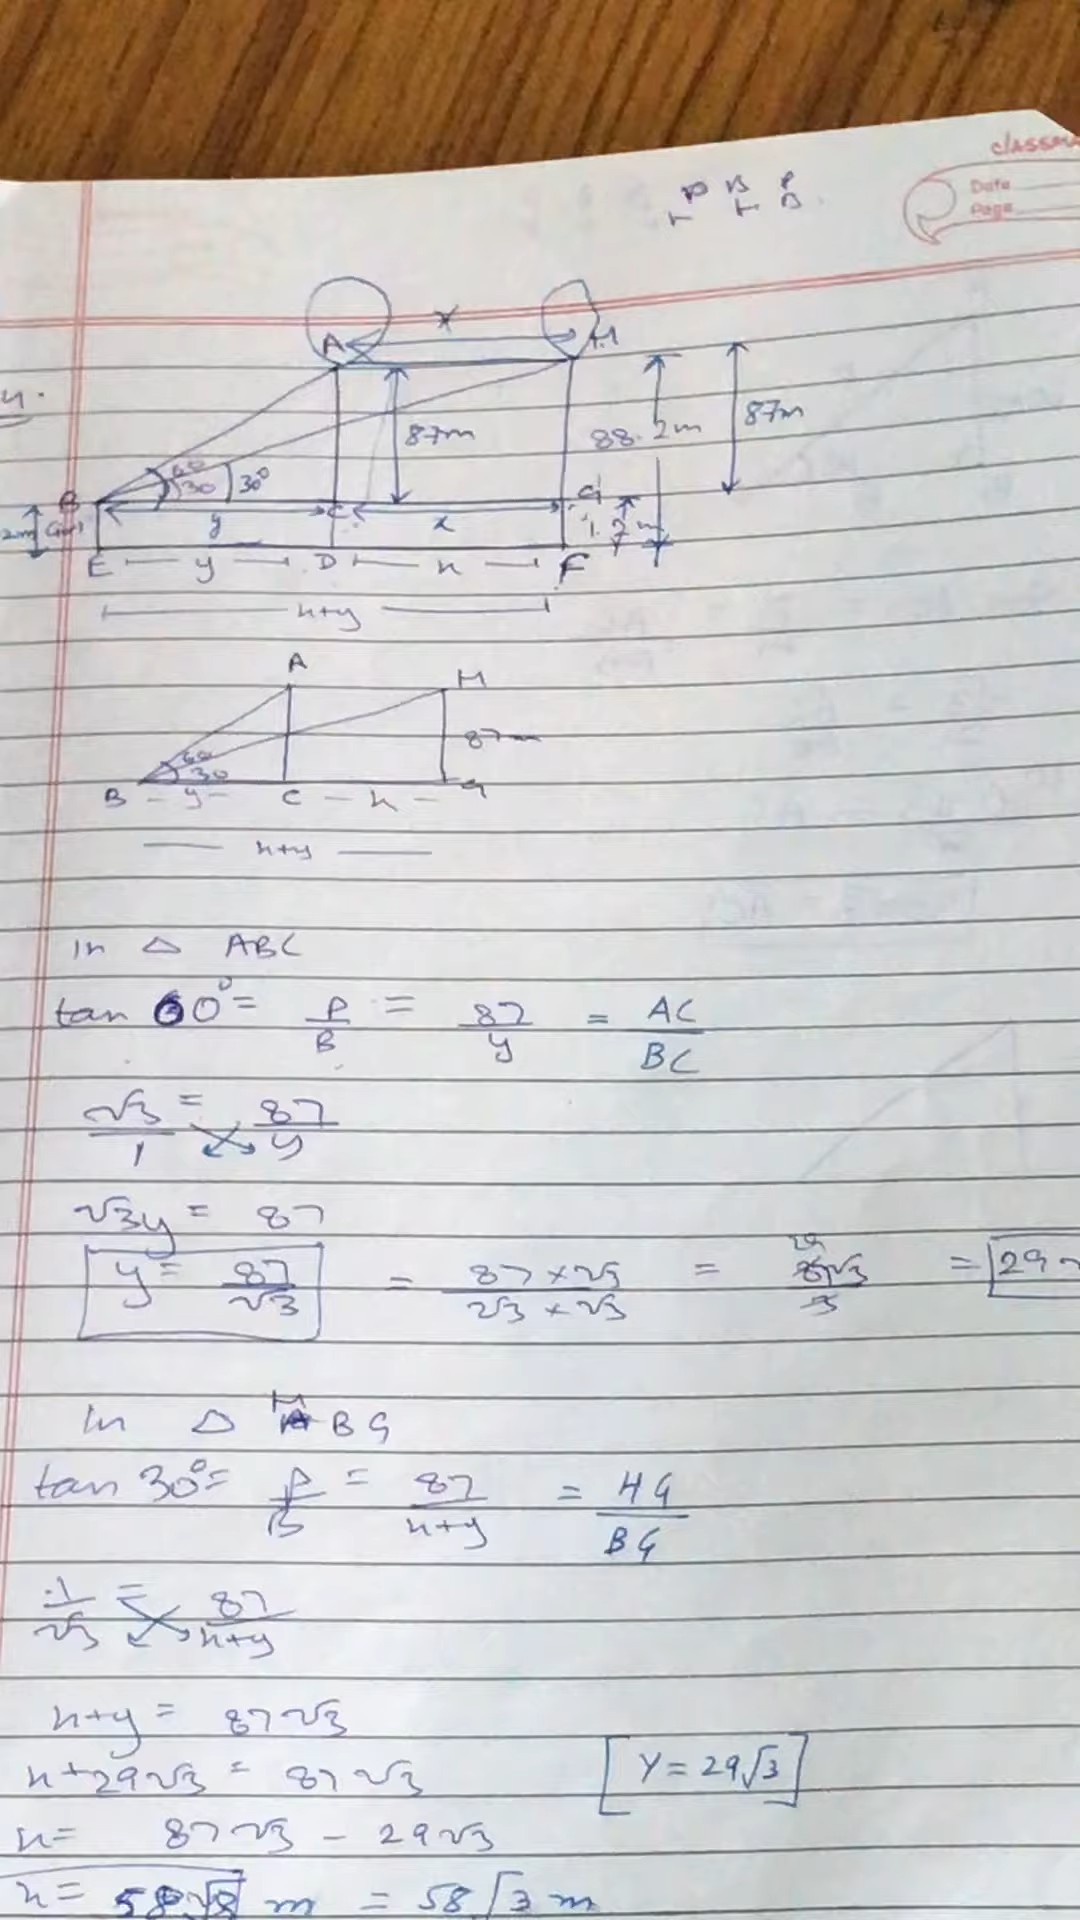 classma
Date
Page
P B P
H H B
4.
A x H
87m 88.2m 87m
60
30 30°
B y C x G
2m Girl 1.2m
E y D x F
x+y
A H
87m
60
30
B - y - C - x - G
x+y
In △ ABC
tan 60° = P/B = 87/y = AC/BC
√3/1 = 87/y
√3y = 87
y = 87/√3 = 87×√3/√3×√3 = 29 87√3/3 = 29√
In △ HBG
tan 30° = P/B = 87/x+y = HG/BG
1/√3 = 87/x+y
x+y = 87√3
x+29√3 = 87√3 [Y = 29√3]
x = 87√3 - 29√3
x = 58√3 m = 58√3 m